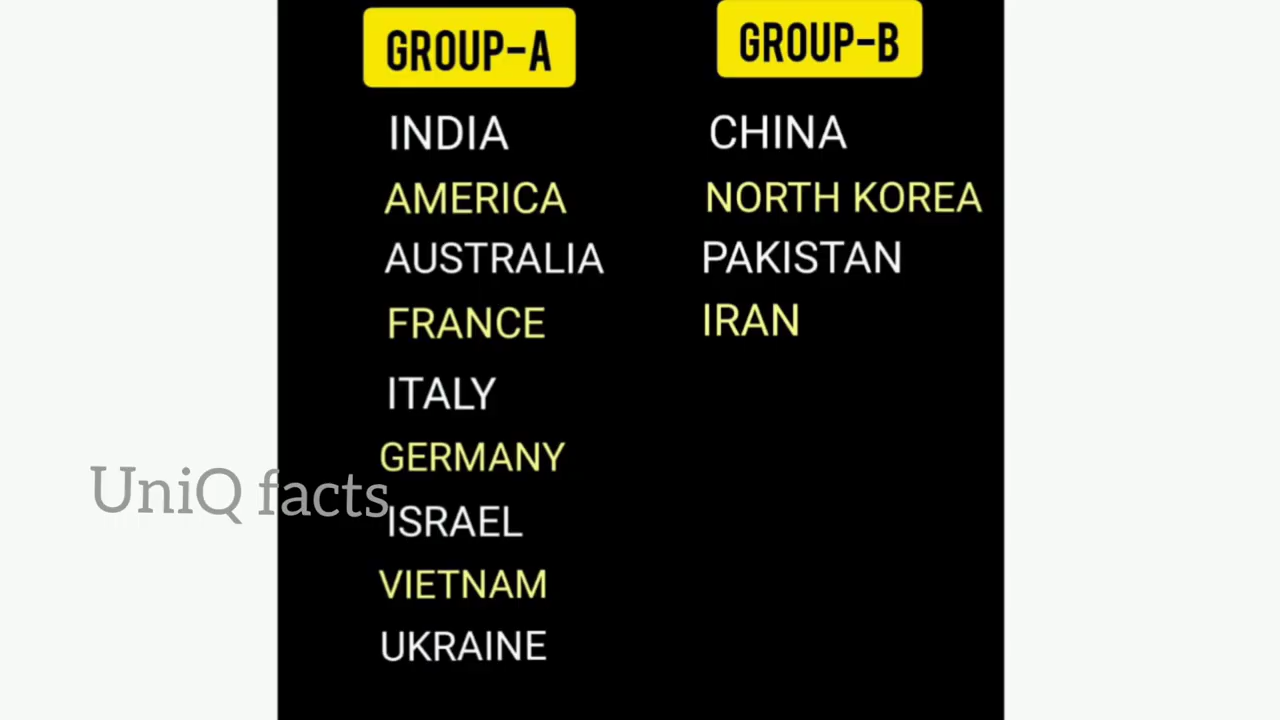 GROUP-A
INDIA
AMERICA
AUSTRALIA
FRANCE
ITALY
GERMANY
ISRAEL
VIETNAM
UKRAINE
GROUP-B
CHINA
NORTH KOREA
PAKISTAN
IRAN
UniQ facts